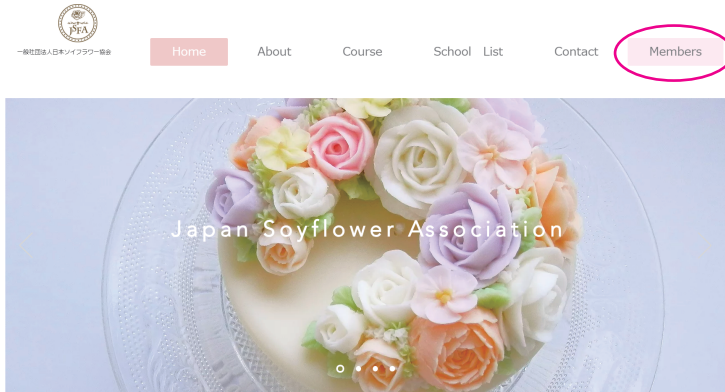 JSFA
一般社団法人日本ソイフラワー協会
Home About Course School List Contact Members
Japan Soyflower Association